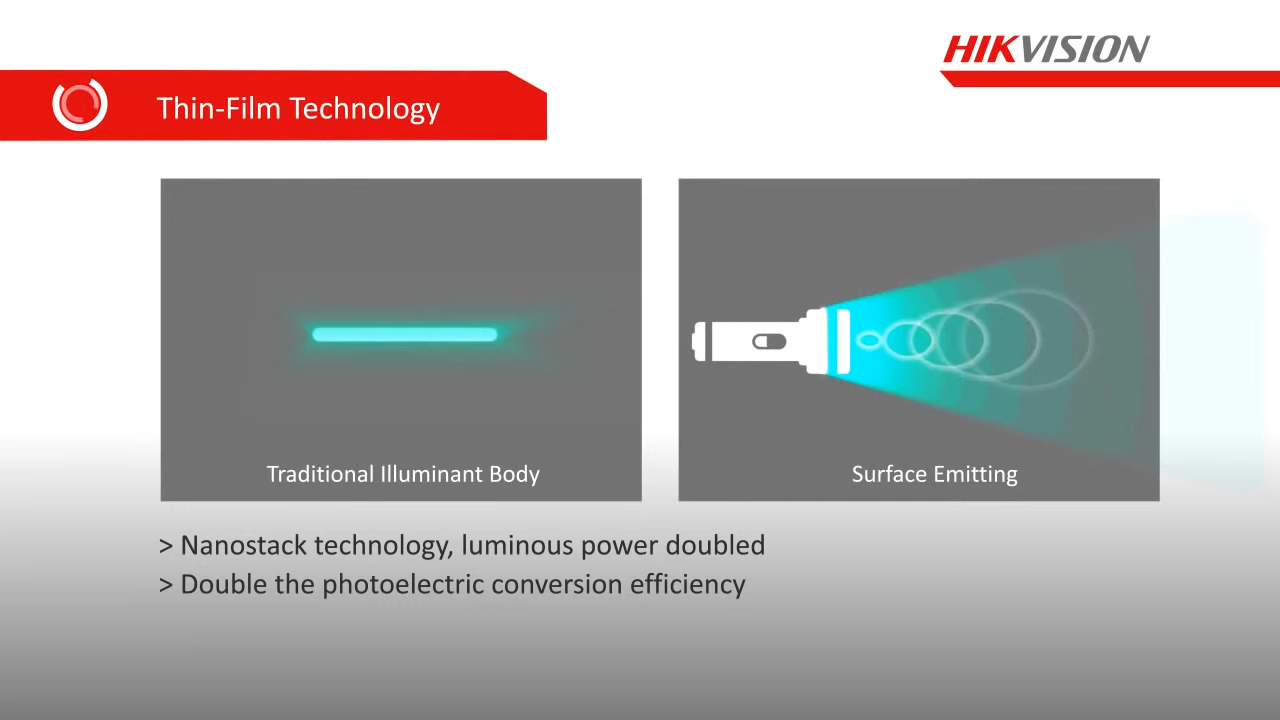 HIKVISION
Thin-Film Technology
Traditional Illuminant Body
Surface Emitting
> Nanostack technology, luminous power doubled
> Double the photoelectric conversion efficiency